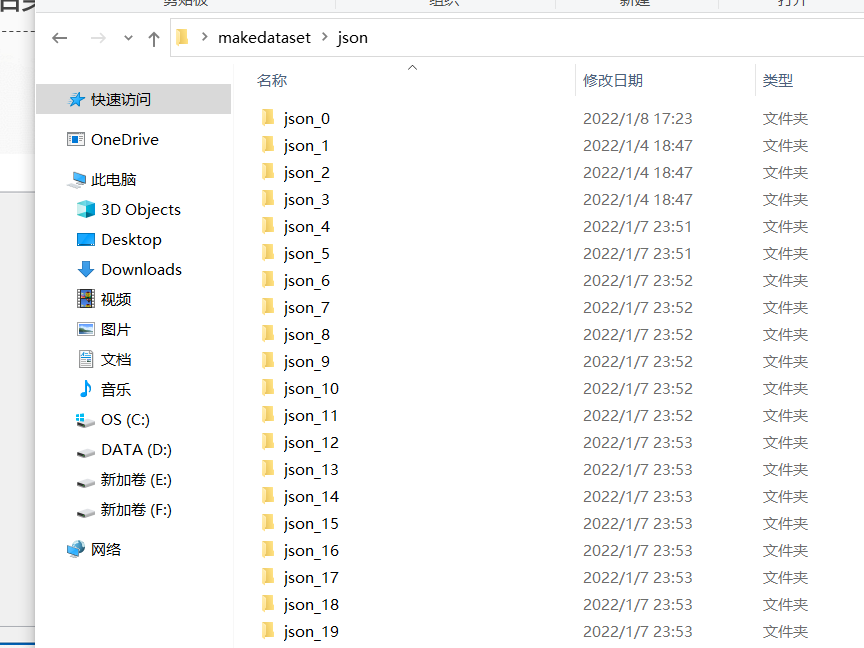 剪贴板 组织 新建 打开
makedataset > json
名称 修改日期 类型
快速访问
OneDrive
此电脑
3D Objects
Desktop
Downloads
视频
图片
文档
音乐
OS (C:)
DATA (D:)
新加卷 (E:)
新加卷 (F:)
网络
json_0 2022/1/8 17:23 文件夹
json_1 2022/1/4 18:47 文件夹
json_2 2022/1/4 18:47 文件夹
json_3 2022/1/4 18:47 文件夹
json_4 2022/1/7 23:51 文件夹
json_5 2022/1/7 23:51 文件夹
json_6 2022/1/7 23:52 文件夹
json_7 2022/1/7 23:52 文件夹
json_8 2022/1/7 23:52 文件夹
json_9 2022/1/7 23:52 文件夹
json_10 2022/1/7 23:52 文件夹
json_11 2022/1/7 23:52 文件夹
json_12 2022/1/7 23:53 文件夹
json_13 2022/1/7 23:53 文件夹
json_14 2022/1/7 23:53 文件夹
json_15 2022/1/7 23:53 文件夹
json_16 2022/1/7 23:53 文件夹
json_17 2022/1/7 23:53 文件夹
json_18 2022/1/7 23:53 文件夹
json_19 2022/1/7 23:53 文件夹